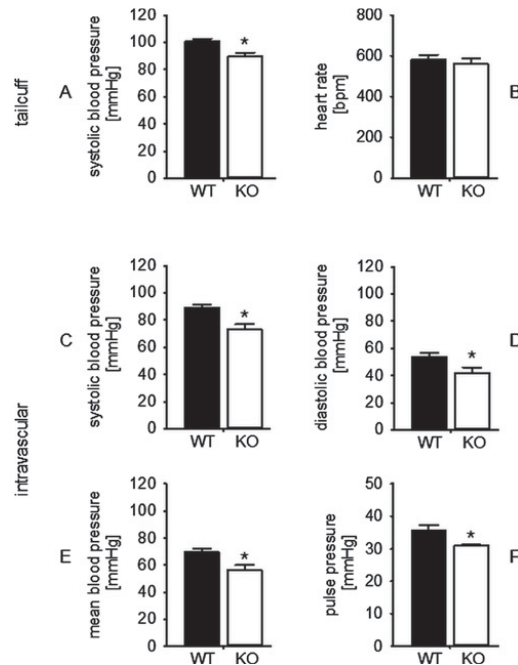 tailcuff
A
systolic blood pressure
[mmHg]
120
100
80
60
40
20
0
*
WT KO
B
heart rate
[bpm]
800
600
400
200
0
WT KO
intravascular
C
systolic blood pressure
[mmHg]
120
100
80
60
40
20
0
*
WT KO
D
diastolic blood pressure
[mmHg]
120
100
80
60
40
20
0
*
WT KO
E
mean blood pressure
[mmHg]
120
100
80
60
40
20
0
*
WT KO
F
pulse pressure
[mmHg]
50
40
30
20
10
0
*
WT KO